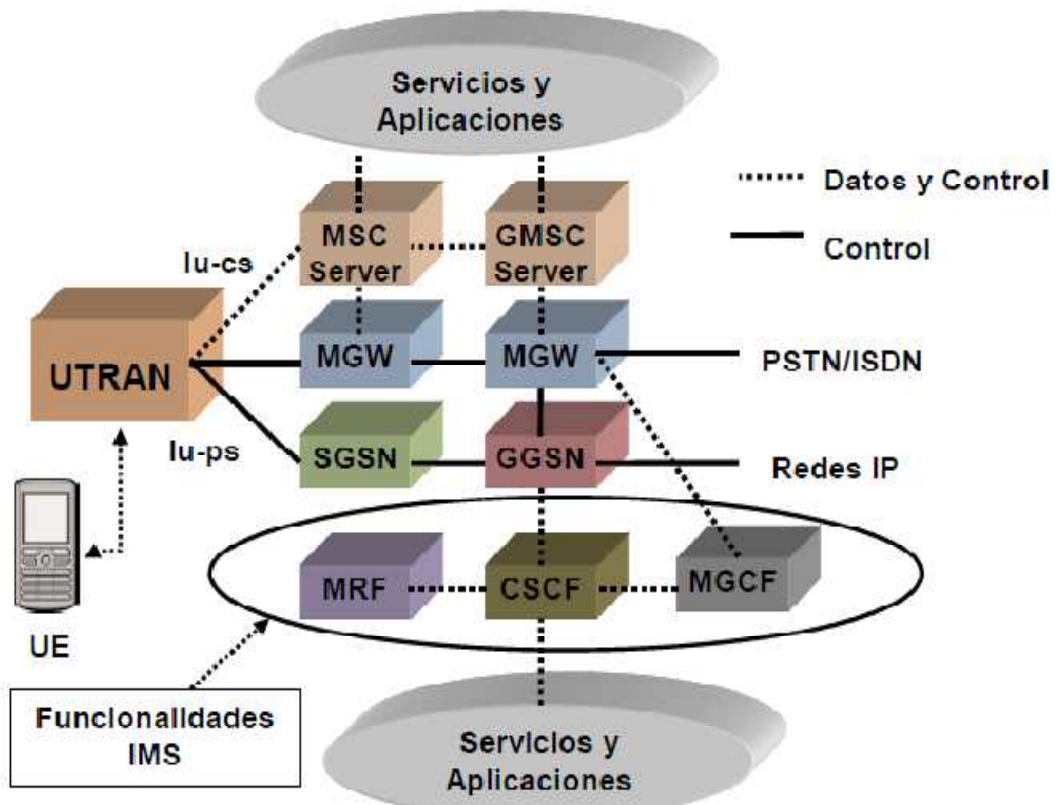 Servicios y
Aplicaciones
Datos y Control
MSC
Server
GMSC
Server
Control
Iu-cs
UTRAN
MGW
MGW
PSTN/ISDN
Iu-ps
SGSN
GGSN
Redes IP
MRF
CSCF
MGCF
UE
Funcionalidades
IMS
Servicios y
Aplicaciones